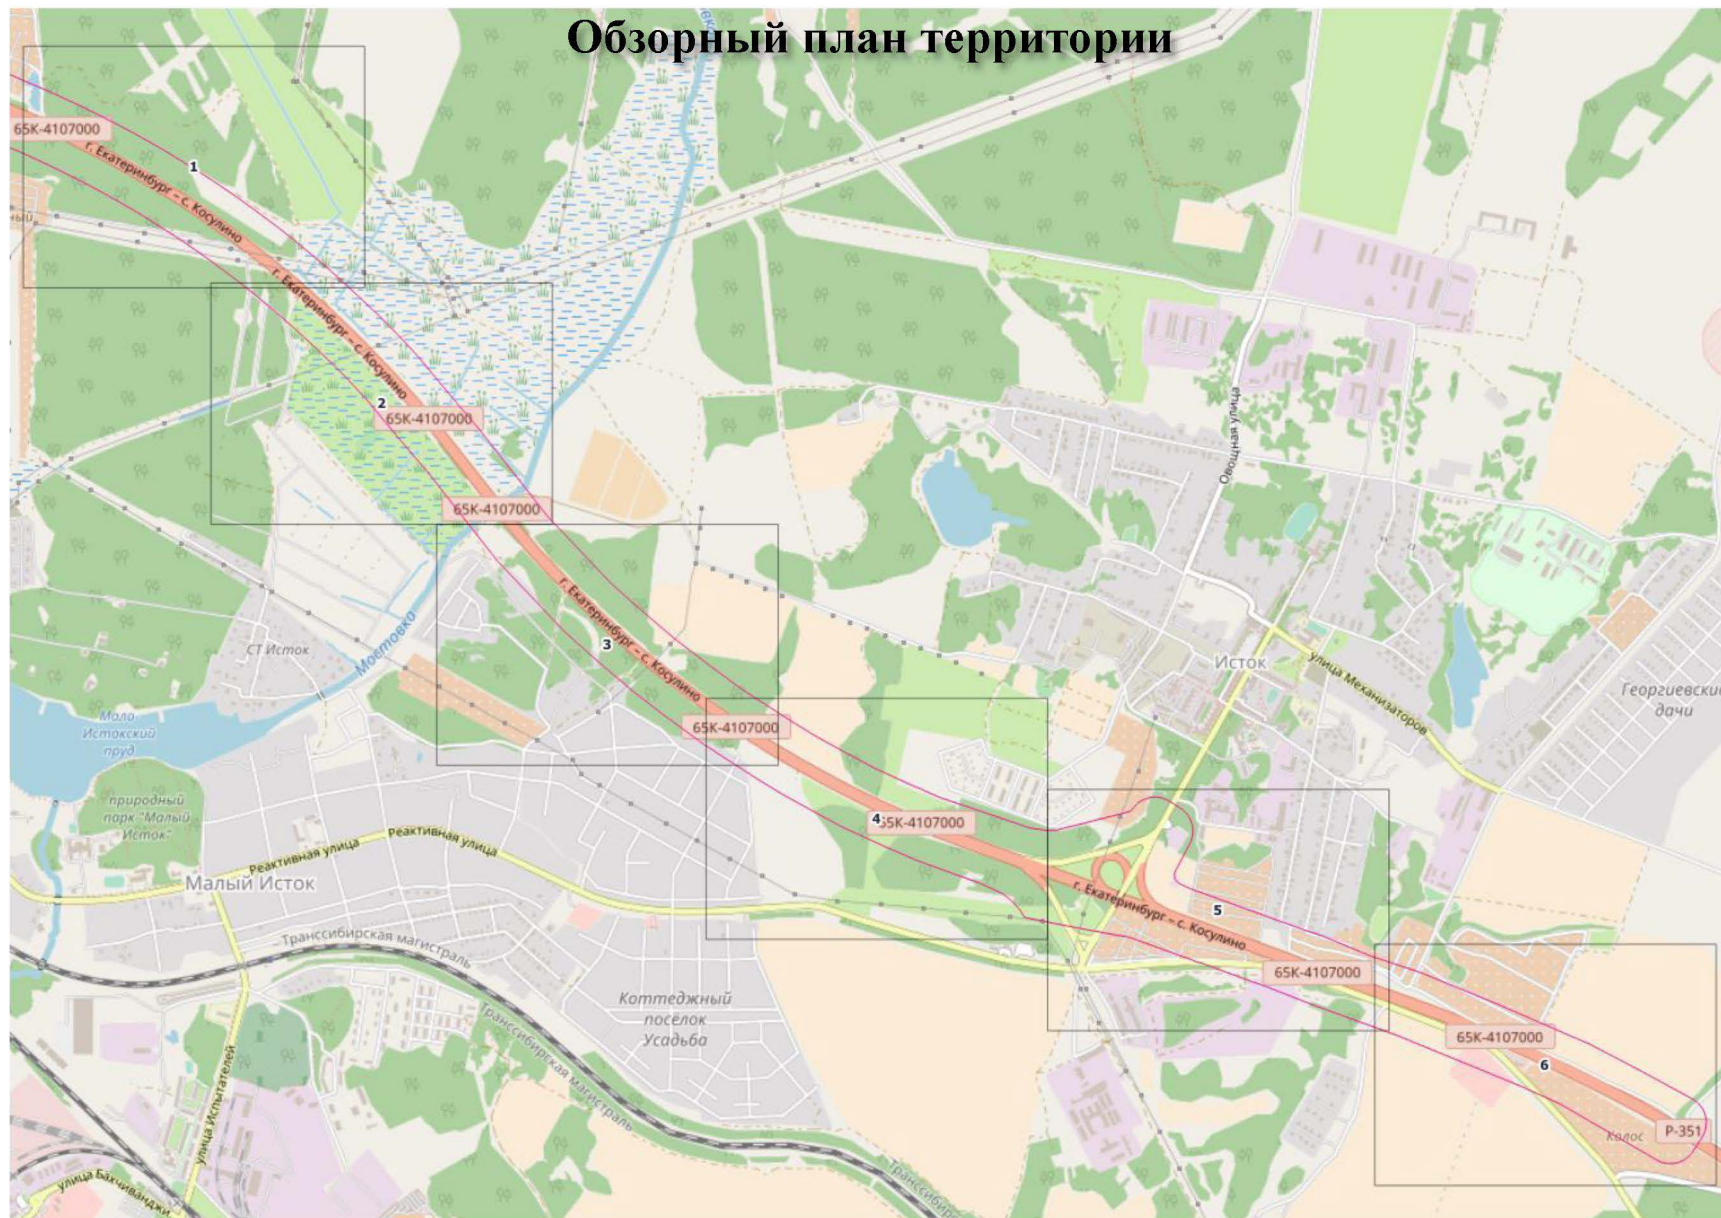 Обзорный план территории
65К-4107000
г. Екатеринбург – с. Косулино
1
г. Екатеринбург – с. Косулино
2
65К-4107000
Овощная улица
65К-4107000
г. Екатеринбург – с. Косулино
3
Мостовка
СТ Исток
Исток
улица Механизаторов
Георгиевски
дачи
Мало-
Истокский
пруд
65К-4107000
природный
парк "Малый
Исток"
4
65К-4107000
Реактивная улица
Реактивная улица
Малый Исток
г. Екатеринбург – с. Косулино
5
Транссибирская магистраль
65К-4107000
Коттеджный
поселок
Усадьба
Транссибирская магистраль
65К-4107000
6
улица Испытателей
Колос
Р-351
улица Бахчиванджи
Транссибирс